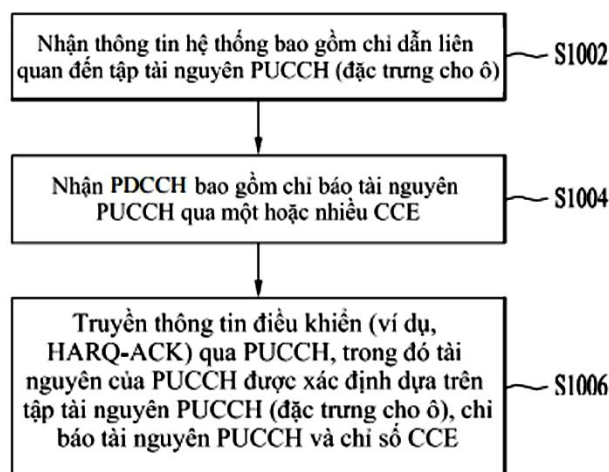 Nhận thông tin hệ thống bao gồm chỉ dẫn liên
quan đến tập tài nguyên PUCCH (đặc trưng cho ô)
S1002
Nhận PDCCH bao gồm chỉ báo tài nguyên
PUCCH qua một hoặc nhiều CCE
S1004
Truyền thông tin điều khiển (ví dụ,
HARQ-ACK) qua PUCCH, trong đó tài
nguyên của PUCCH được xác định dựa trên
tập tài nguyên PUCCH (đặc trưng cho ô), chỉ
báo tài nguyên PUCCH và chỉ số CCE
S1006